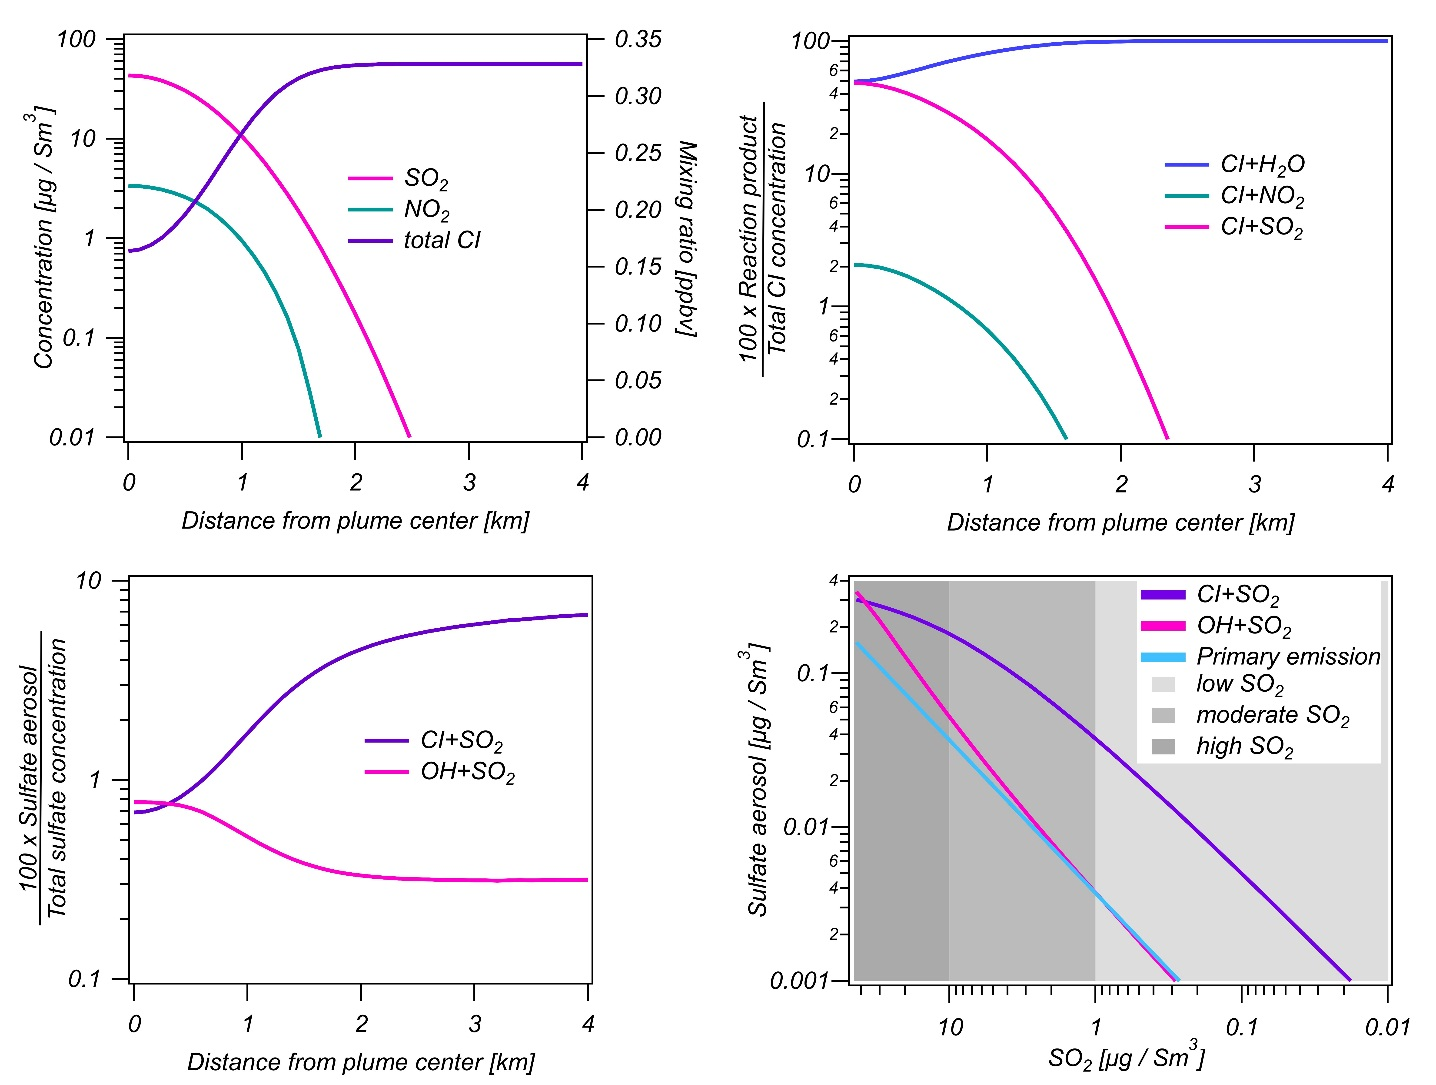 100
10
1
0.1
0.01
Concentration [µg / Sm³]
0.35
0.30
0.25
0.20
0.15
0.10
0.05
0.00
Mixing ratio [ppbv]
SO₂
NO₂
total CI
0 1 2 3 4
Distance from plume center [km]
100
6
4
2
10
6
4
2
1
6
4
2
0.1
100 x Reaction product
Total CI concentration
CI+H₂O
CI+NO₂
CI+SO₂
0 1 2 3 4
Distance from plume center [km]
10
1
0.1
100 x Sulfate aerosol
Total sulfate concentration
CI+SO₂
OH+SO₂
0 1 2 3 4
Distance from plume center [km]
4
2
0.1
6
4
2
0.01
6
4
2
0.001
Sulfate aerosol [µg / Sm³]
CI+SO₂
OH+SO₂
Primary emission
low SO₂
moderate SO₂
high SO₂
10 1 0.1 0.01
SO₂ [µg / Sm³]